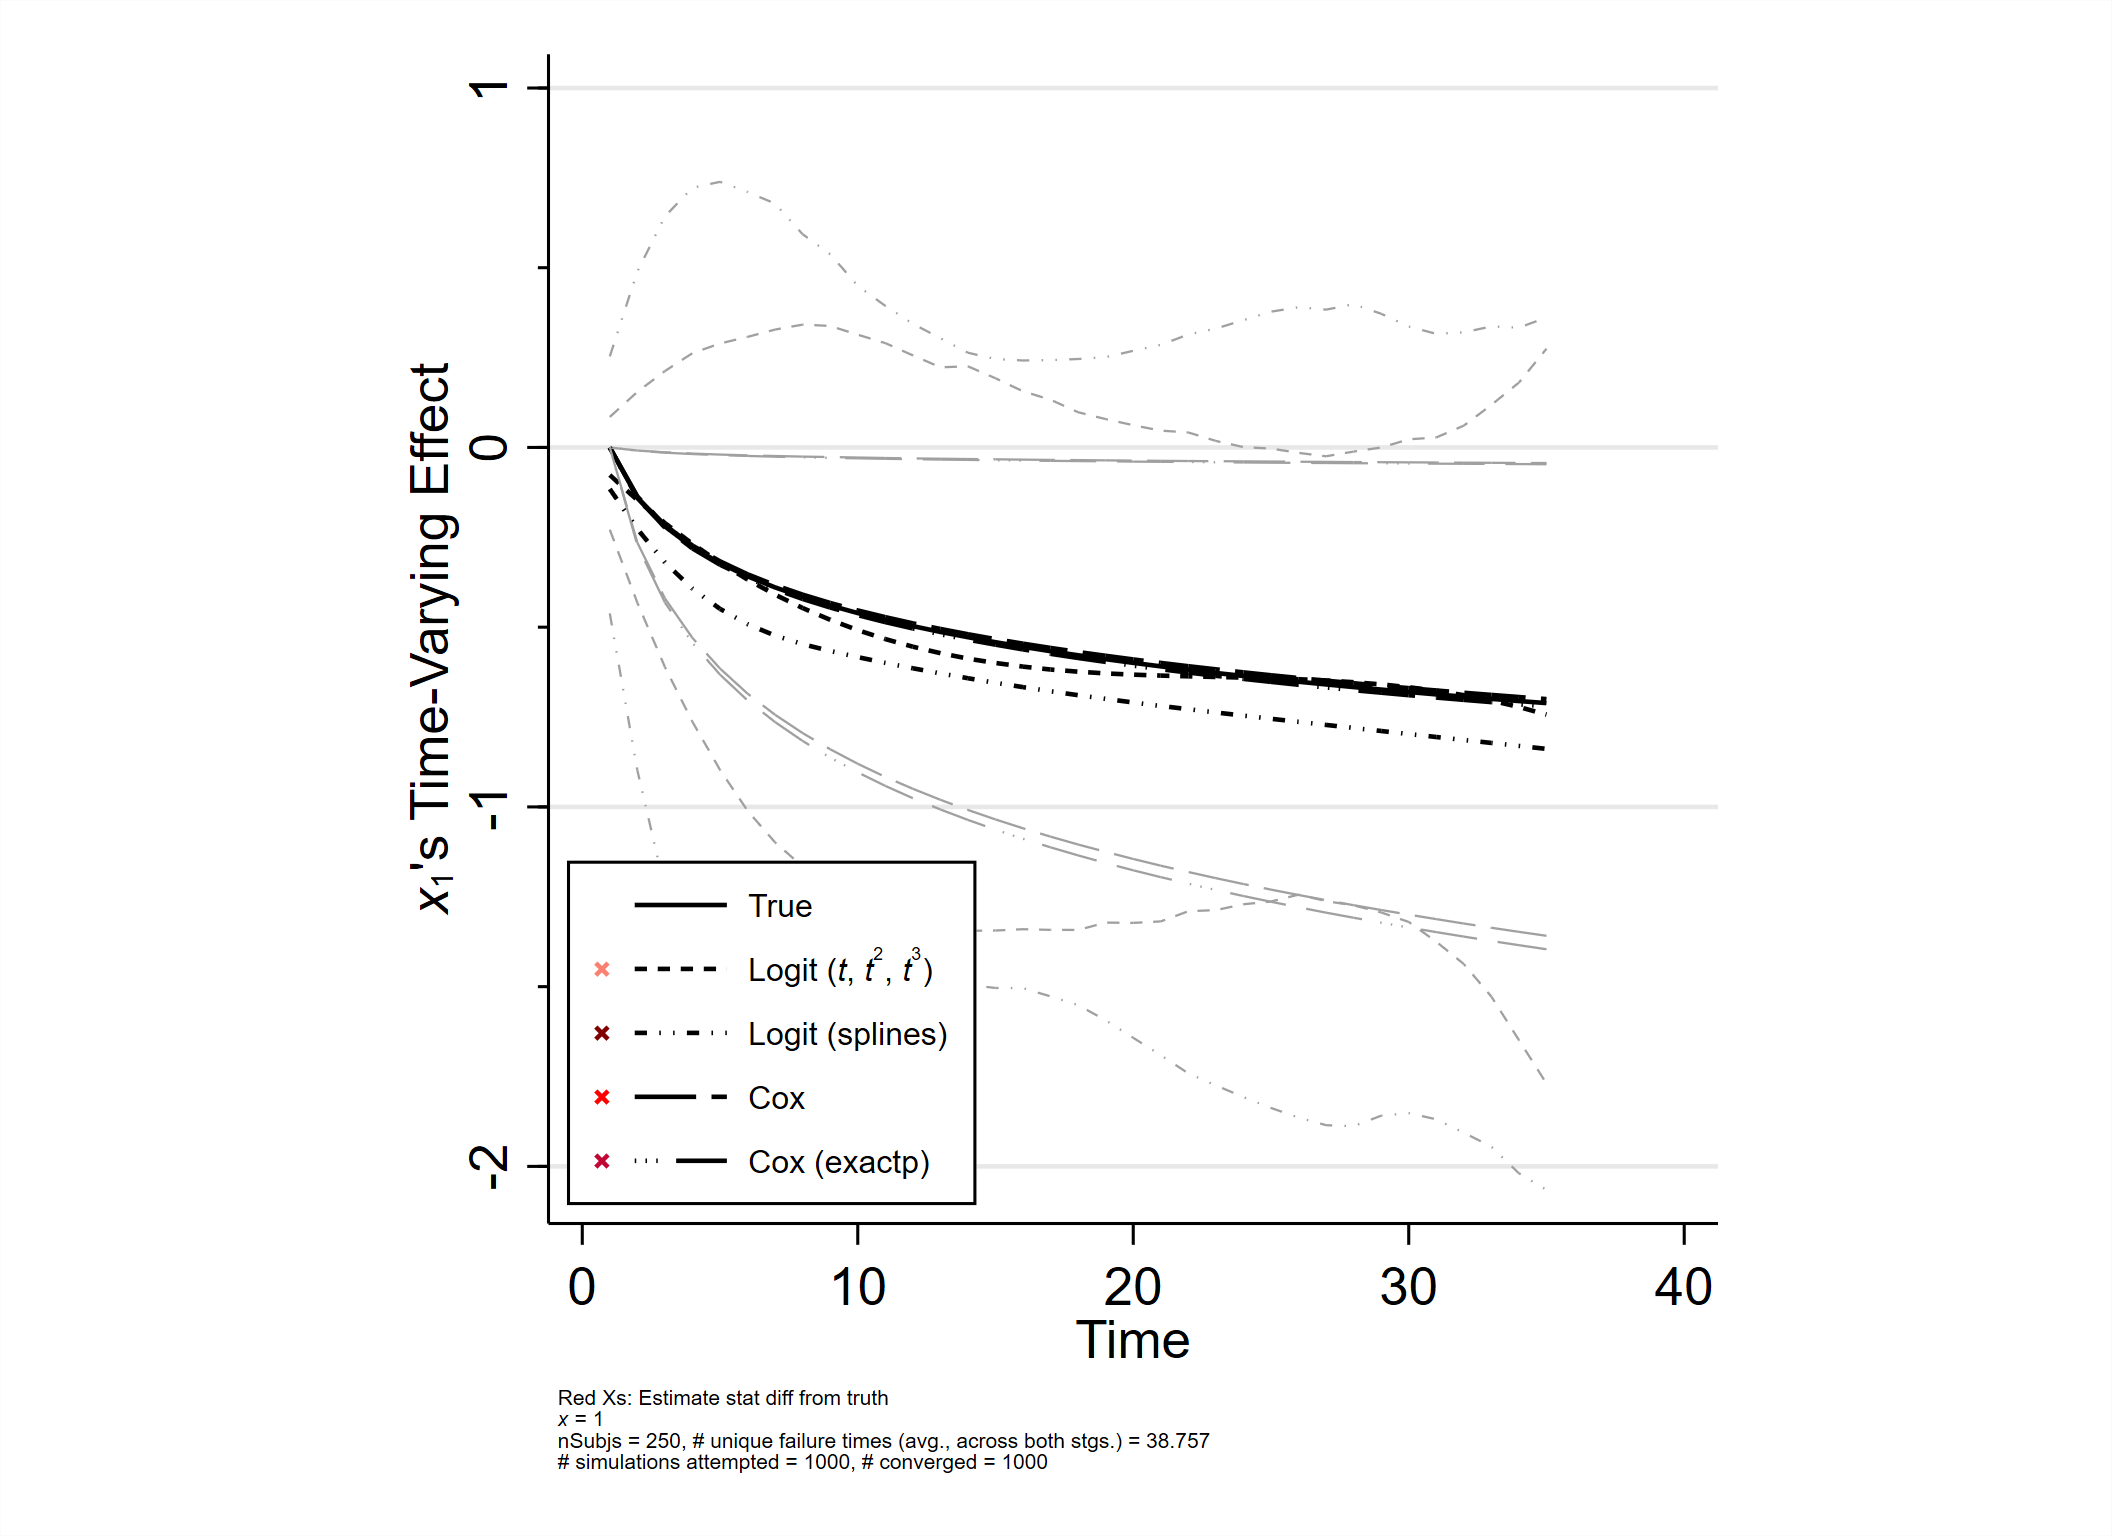 x1's Time-Varying Effect
1
0
-1
-2
True
Logit (t, t², t³)
Logit (splines)
Cox
Cox (exactp)
0 10 20 30 40
Time
Red Xs: Estimate stat diff from truth
x = 1
nSubjs = 250, # unique failure times (avg., across both stgs.) = 38.757
# simulations attempted = 1000, # converged = 1000